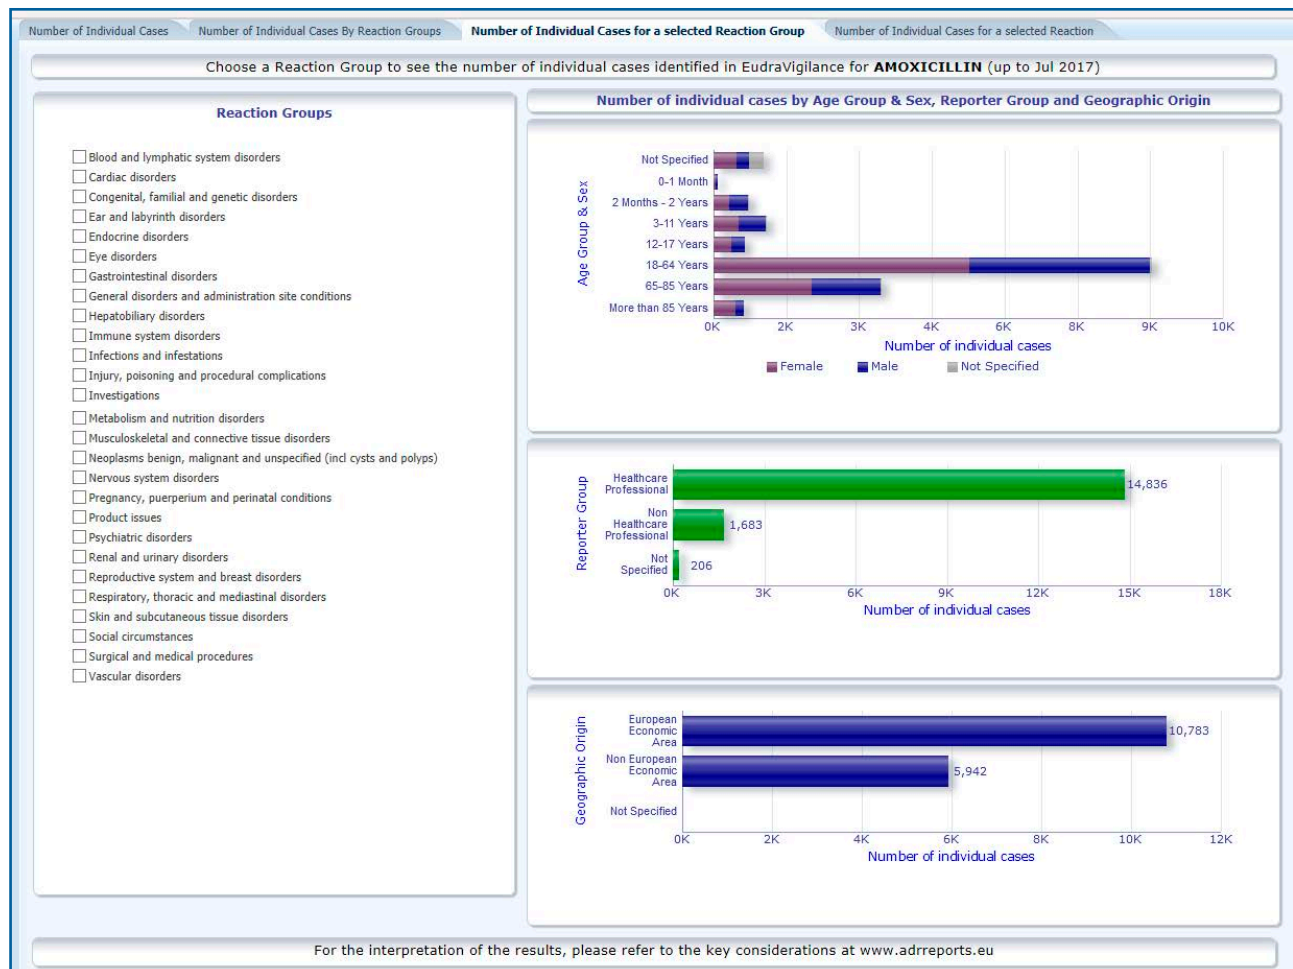 Number of Individual Cases
Number of Individual Cases By Reaction Groups
Number of Individual Cases for a selected Reaction Group
Number of Individual Cases for a selected Reaction
Choose a Reaction Group to see the number of individual cases identified in EudraVigilance for AMOXICILLIN (up to Jul 2017)
Reaction Groups
Blood and lymphatic system disorders
Cardiac disorders
Congenital, familial and genetic disorders
Ear and labyrinth disorders
Endocrine disorders
Eye disorders
Gastrointestinal disorders
General disorders and administration site conditions
Hepatobiliary disorders
Immune system disorders
Infections and infestations
Injury, poisoning and procedural complications
Investigations
Metabolism and nutrition disorders
Musculoskeletal and connective tissue disorders
Neoplasms benign, malignant and unspecified (incl cysts and polyps)
Nervous system disorders
Pregnancy, puerperium and perinatal conditions
Product issues
Psychiatric disorders
Renal and urinary disorders
Reproductive system and breast disorders
Respiratory, thoracic and mediastinal disorders
Skin and subcutaneous tissue disorders
Social circumstances
Surgical and medical procedures
Vascular disorders
Number of individual cases by Age Group & Sex, Reporter Group and Geographic Origin
Age Group & Sex
Not Specified
0-1 Month
2 Months - 2 Years
3-11 Years
12-17 Years
18-64 Years
65-85 Years
More than 85 Years
0K 2K 3K 4K 6K 8K 9K 10K
Number of individual cases
Female Male Not Specified
Reporter Group
Healthcare
Professional
14,836
Non
Healthcare
Professional
1,683
Not
Specified
206
0K 3K 6K 9K 12K 15K 18K
Number of individual cases
Geographic Origin
European
Economic
Area
10,783
Non European
Economic
Area
5,942
Not Specified
0K 2K 4K 6K 8K 10K 12K
Number of individual cases
For the interpretation of the results, please refer to the key considerations at www.adrreports.eu